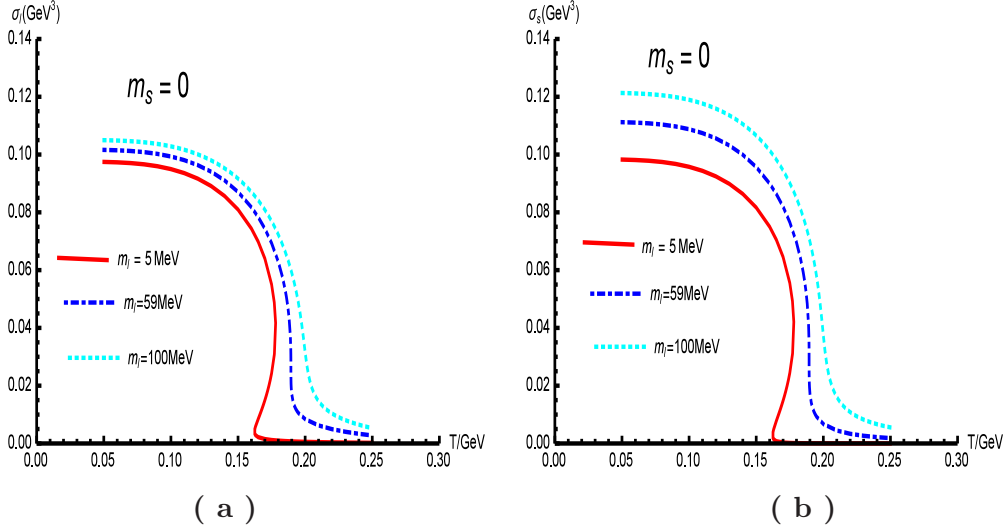 σl(GeV³)
0.14
0.12
0.10
0.08
0.06
0.04
0.02
0.00
0.00 0.05 0.10 0.15 0.20 0.25 0.30
T/GeV
ms = 0
ml = 5 MeV
ml=59MeV
ml=100MeV
( a )
σs(GeV³)
0.14
0.12
0.10
0.08
0.06
0.04
0.02
0.00
0.00 0.05 0.10 0.15 0.20 0.25 0.30
T/GeV
ms = 0
ml = 5 MeV
ml=59MeV
ml=100MeV
( b )